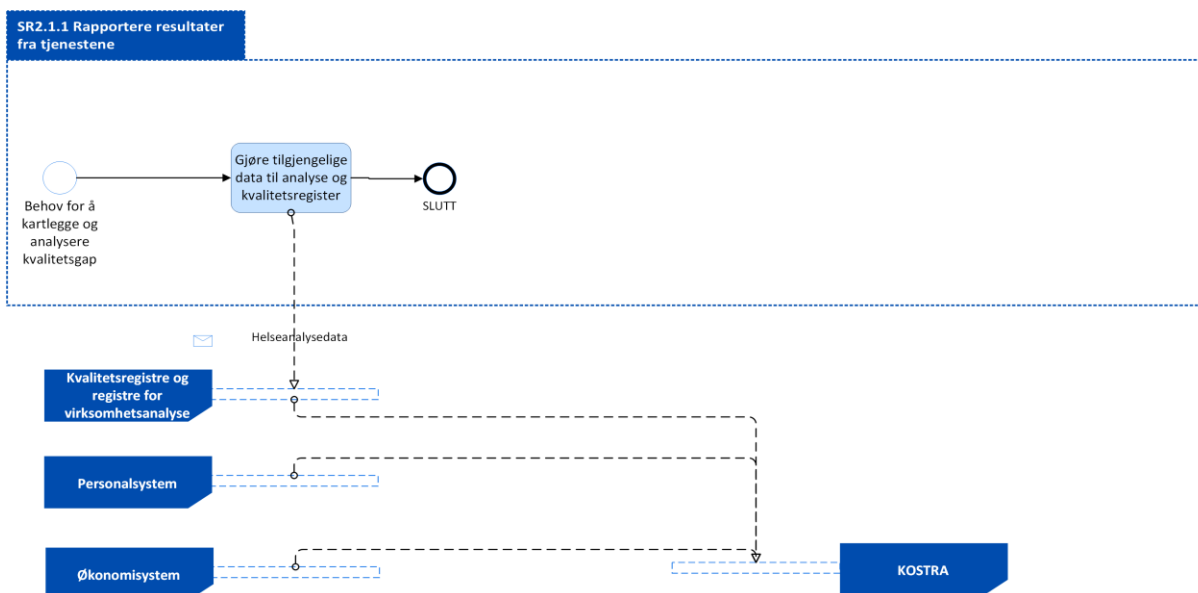 SR2.1.1 Rapportere resultater
fra tjenestene
Gjøre tilgjengelige
data til analyse og
kvalitetsregister
Behov for å
kartlegge og
analysere
kvalitetsgap
SLUTT
Helseanalysedata
Kvalitetsregistre og
registre for
virksomhetsanalyse
Personalsystem
Økonomisystem
KOSTRA